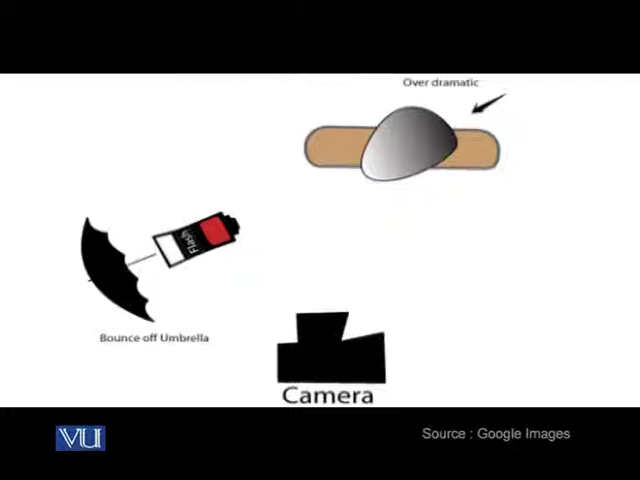 Over dramatic
Flash
Bounce off Umbrella
Camera
VU
Source : Google Images